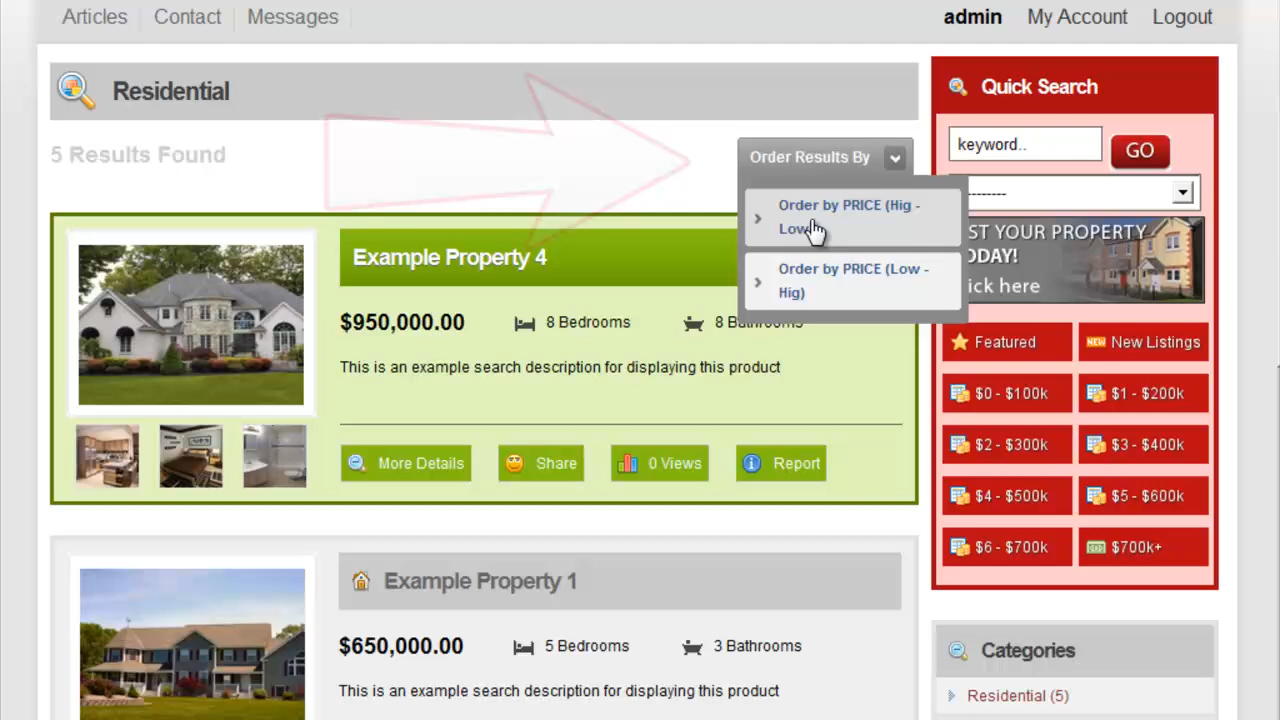 Articles
Contact
Messages
admin
My Account
Logout
Residential
5 Results Found
Order Results By
Order by PRICE (Hig -
Low
Order by PRICE (Low -
Hig)
Example Property 4
$950,000.00
8 Bedrooms
8 Bathrooms
This is an example search description for displaying this product
More Details
Share
0 Views
Report
Example Property 1
$650,000.00
5 Bedrooms
3 Bathrooms
This is an example search description for displaying this product
Quick Search
keyword..
GO
--------
YOUR PROPERTY
here
Featured
NEW New Listings
$0 - $100k
$1 - $200k
$2 - $300k
$3 - $400k
$4 - $500k
$5 - $600k
$6 - $700k
$700k+
Categories
Residential (5)